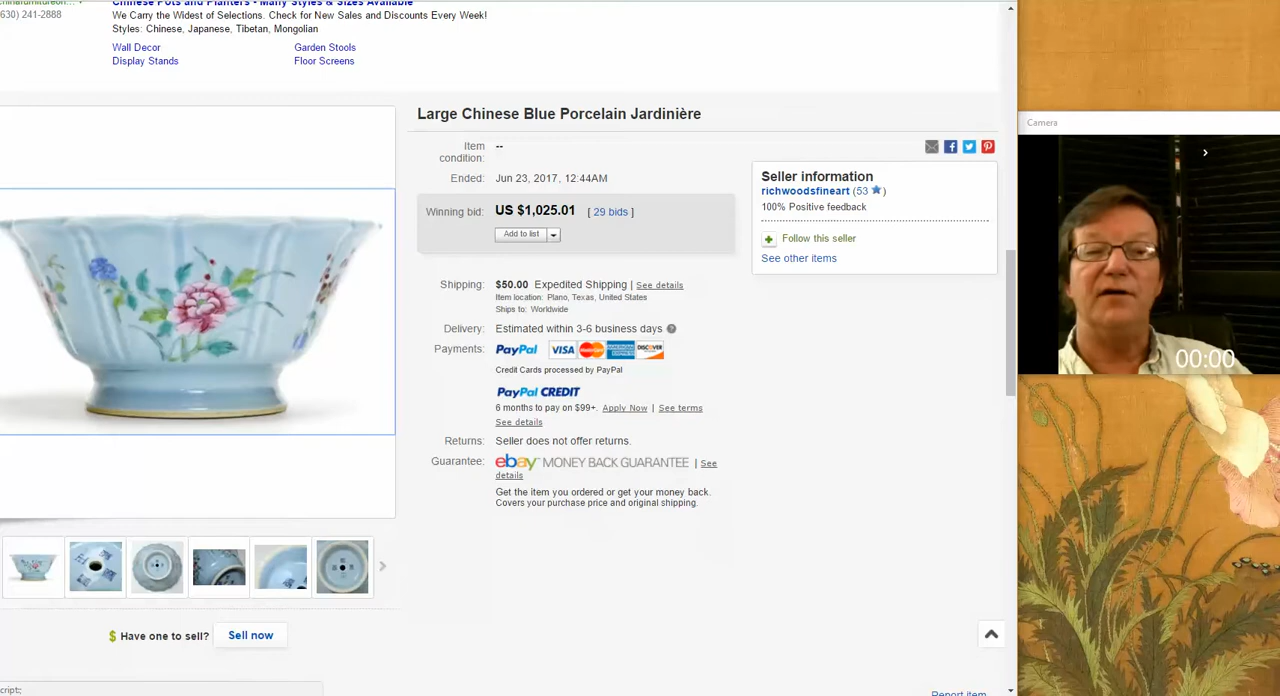 (630) 241-2888
Chinese Pots and Planters - Many Styles & Sizes Available
We Carry the Widest of Selections. Check for New Sales and Discounts Every Week!
Styles: Chinese, Japanese, Tibetan, Mongolian
Wall Decor Garden Stools
Display Stands Floor Screens
Large Chinese Blue Porcelain Jardinière
Item condition: --
Ended: Jun 23, 2017, 12:44AM
Winning bid: US $1,025.01 [ 29 bids ]
Add to list
Shipping: $50.00 Expedited Shipping | See details
Item location: Plano, Texas, United States
Ships to: Worldwide
Delivery: Estimated within 3-6 business days
Payments: PayPal VISA MasterCard AMERICAN EXPRESS DISCOVER
Credit Cards processed by PayPal
PayPal CREDIT
6 months to pay on $99+. Apply Now | See terms
See details
Returns: Seller does not offer returns.
Guarantee: ebay MONEY BACK GUARANTEE | See
details
Get the item you ordered or get your money back.
Covers your purchase price and original shipping.
Seller information
richwoodsfineart (53 )
100% Positive feedback
Follow this seller
See other items
Camera
00:00
$ Have one to sell? Sell now
cript:;
Report item